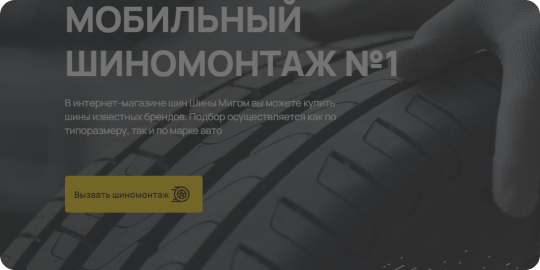 МОБИЛЬНЫЙ
ШИНОМОНТАЖ №1
В интернет-магазине шин Шины Мигом вы можете купить
шины известных брендов. Подбор осуществляется как по
типоразмеру, так и по марке авто
Вызвать шиномонтаж